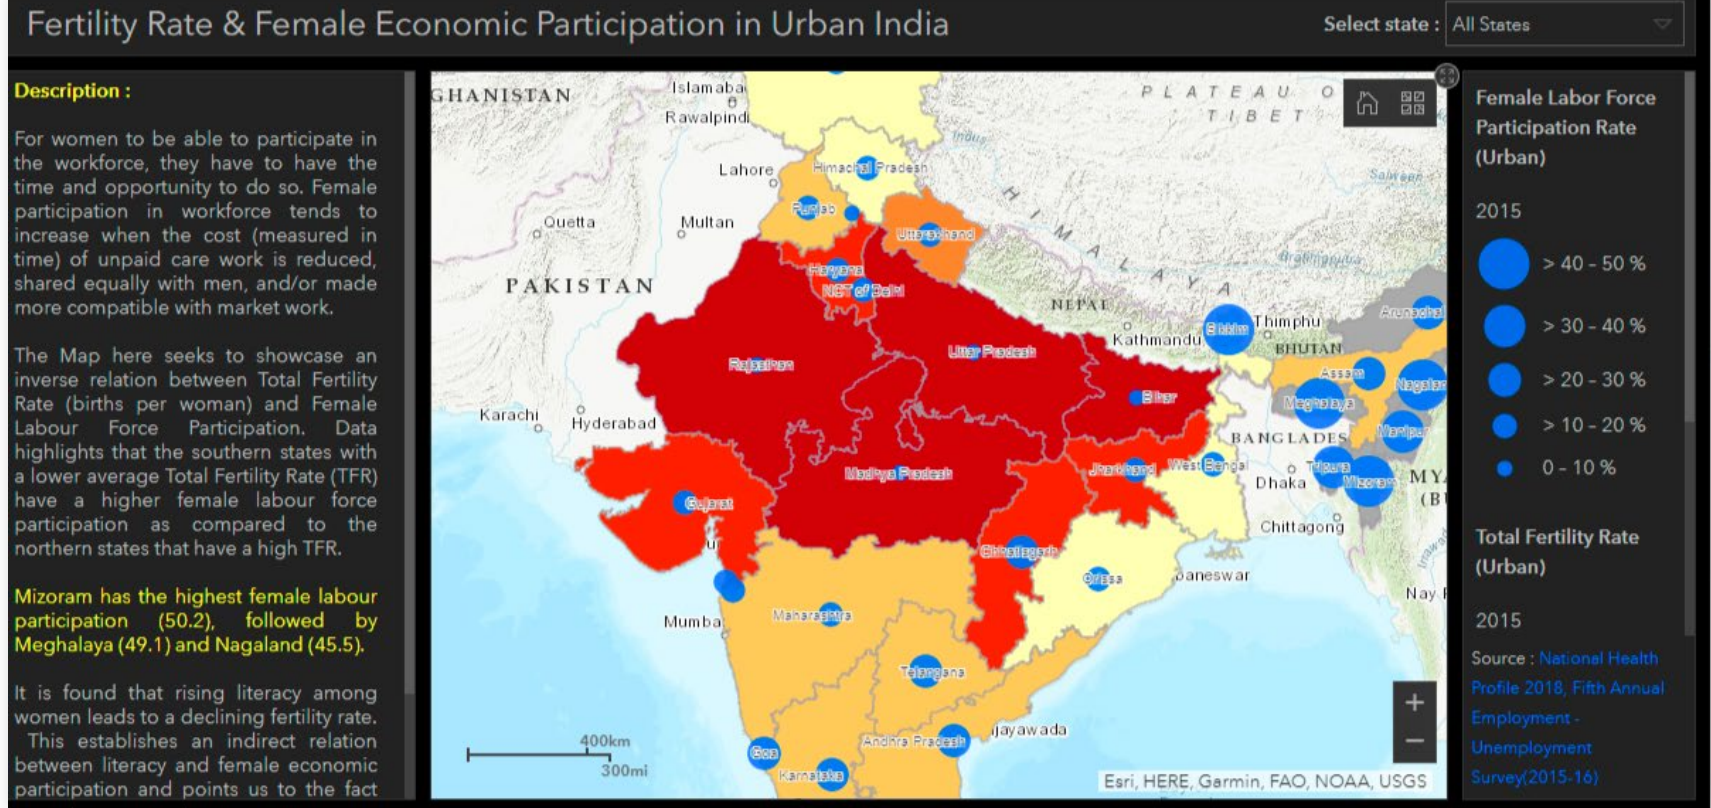 Fertility Rate & Female Economic Participation in Urban India
Select state :
All States
Description :
For women to be able to participate in
the workforce, they have to have the
time and opportunity to do so. Female
participation in workforce tends to
increase when the cost (measured in
time) of unpaid care work is reduced,
shared equally with men, and/or made
more compatible with market work.
The Map here seeks to showcase an
inverse relation between Total Fertility
Rate (births per woman) and Female
Labour Force Participation. Data
highlights that the southern states with
a lower average Total Fertility Rate (TFR)
have a higher female labour force
participation as compared to the
northern states that have a high TFR.
Mizoram has the highest female labour
participation (50.2), followed by
Meghalaya (49.1) and Nagaland (45.5).
It is found that rising literacy among
women leads to a declining fertility rate.
This establishes an indirect relation
between literacy and female economic
participation and points us to the fact
GHANISTAN
Islamaba
Rawalpindi
PLATEAU O
TIBET
Indus
Salween
Lahore
Himachal Pradesh
Punjab
Quetta
Multan
Uttarakhand
HIMALAYA
Brahmaputra
Haryana
NCT of Delhi
PAKISTAN
NEPAL
Kathmandu
Sikkim
Thimphu
BHUTAN
Arunachal
Rajasthan
Uttar Pradesh
Assam
Nagalan
Bihar
Meghalaya
Karachi
Hyderabad
BANGLADES
Manipur
Madhya Pradesh
Jharkhand
West Bengal
Tripura
Mizoram
Dhaka
MY
(B
Gujarat
Chittagong
ur
Chhattisgarh
Orissa
baneswar
Nay
Maharashtra
Mumba
Telangana
Goa
Andhra Pradesh
ijayawada
Karnataka
400km
300mi
+
−
Esri, HERE, Garmin, FAO, NOAA, USGS
Female Labor Force
Participation Rate
(Urban)
2015
> 40 - 50 %
> 30 - 40 %
> 20 - 30 %
> 10 - 20 %
0 - 10 %
Total Fertility Rate
(Urban)
2015
Source : National Health
Profile 2018, Fifth Annual
Employment -
Unemployment
Survey(2015-16)